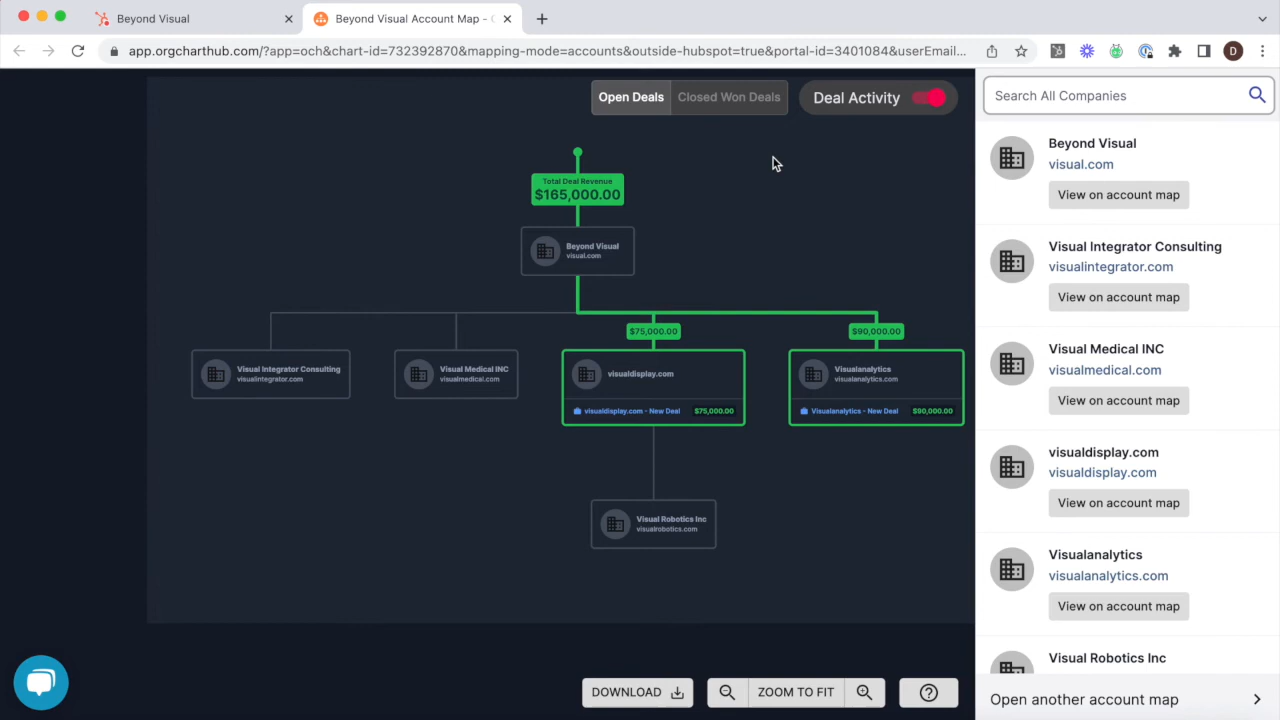 Beyond Visual
Beyond Visual Account Map -
app.orgcharthub.com/?app=och&chart-id=732392870&mapping-mode=accounts&outside-hubspot=true&portal-id=3401084&userEmail...
D
Open Deals
Closed Won Deals
Deal Activity
Total Deal Revenue
$165,000.00
Beyond Visual
visual.com
$75,000.00
$90,000.00
Visual Integrator Consulting
visualintegrator.com
Visual Medical INC
visualmedical.com
visualdisplay.com
visualdisplay.com - New Deal $75,000.00
Visualanalytics
visualanalytics.com
Visualanalytics - New Deal $90,000.00
Visual Robotics Inc
visualrobotics.com
DOWNLOAD
ZOOM TO FIT
Search All Companies
Beyond Visual
visual.com
View on account map
Visual Integrator Consulting
visualintegrator.com
View on account map
Visual Medical INC
visualmedical.com
View on account map
visualdisplay.com
visualdisplay.com
View on account map
Visualanalytics
visualanalytics.com
View on account map
Visual Robotics Inc
Open another account map